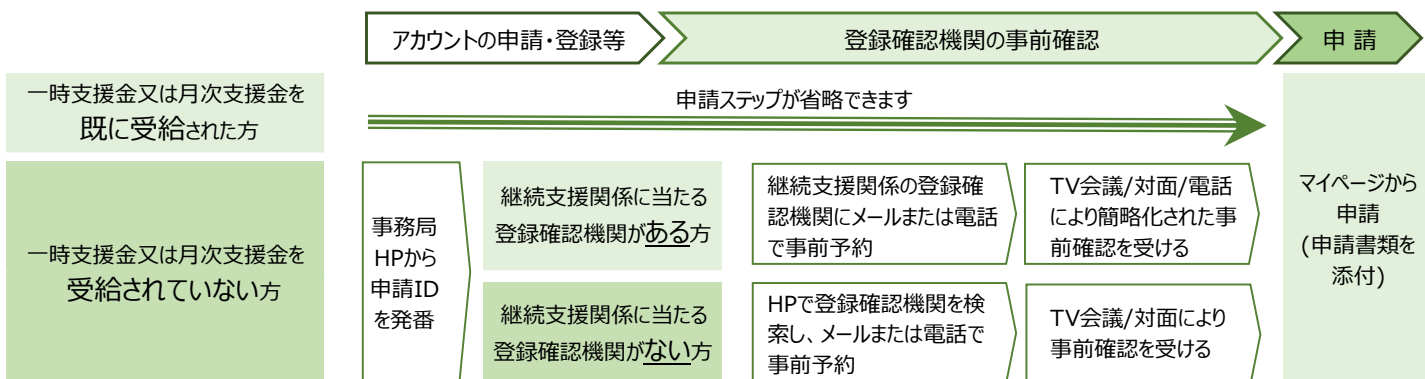 アカウントの申請・登録等
登録確認機関の事前確認
申 請
一時支援金又は月次支援金を
既に受給された方
申請ステップが省略できます
一時支援金又は月次支援金を
受給されていない方
事務局
HPから
申請ID
を発番
継続支援関係に当たる
登録確認機関がある方
継続支援関係の登録確
認機関にメールまたは電話
で事前予約
TV会議/対面/電話
により簡略化された事
前確認を受ける
継続支援関係に当たる
登録確認機関がない方
HPで登録確認機関を検
索し、メールまたは電話で
事前予約
TV会議/対面により
事前確認を受ける
マイページから
申請
(申請書類を
添付)